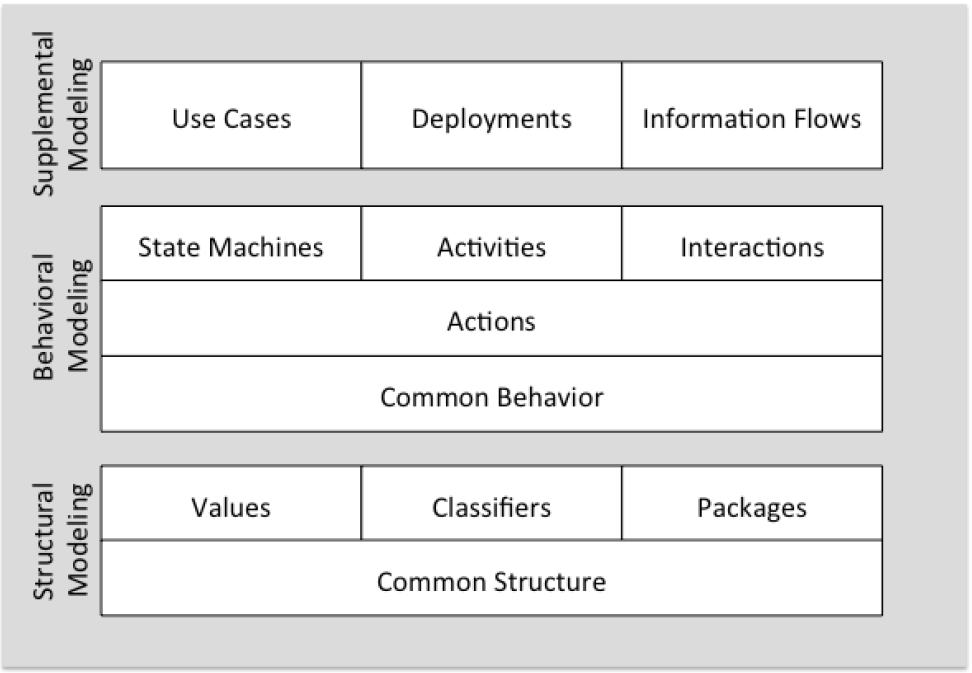 Supplemental
Modeling
Use Cases
Deployments
Information Flows
Behavioral
Modeling
State Machines
Activities
Interactions
Actions
Common Behavior
Structural
Modeling
Values
Classifiers
Packages
Common Structure